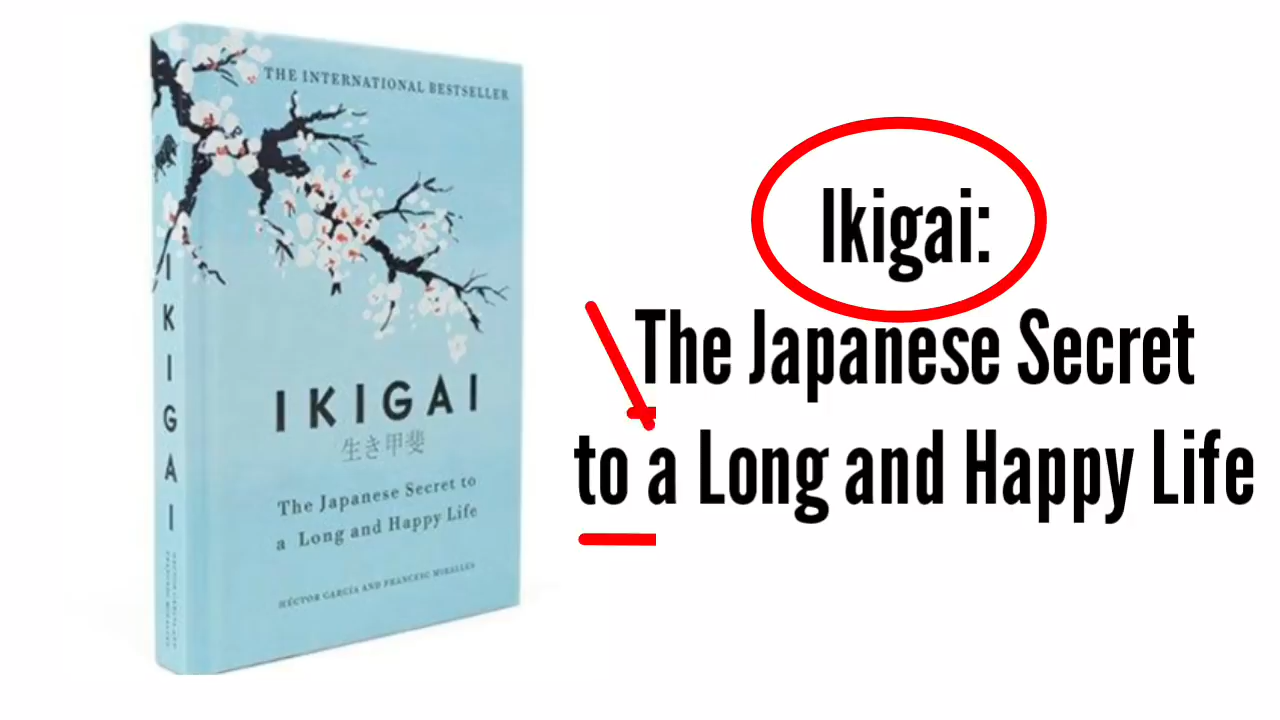 THE INTERNATIONAL BESTSELLER
IKIGAI
IKIGAI
生き甲斐
The Japanese Secret to
a Long and Happy Life
HÉCTOR GARCÍA AND FRANCESC MIRALLES
Ikigai:
The Japanese Secret
to a Long and Happy Life